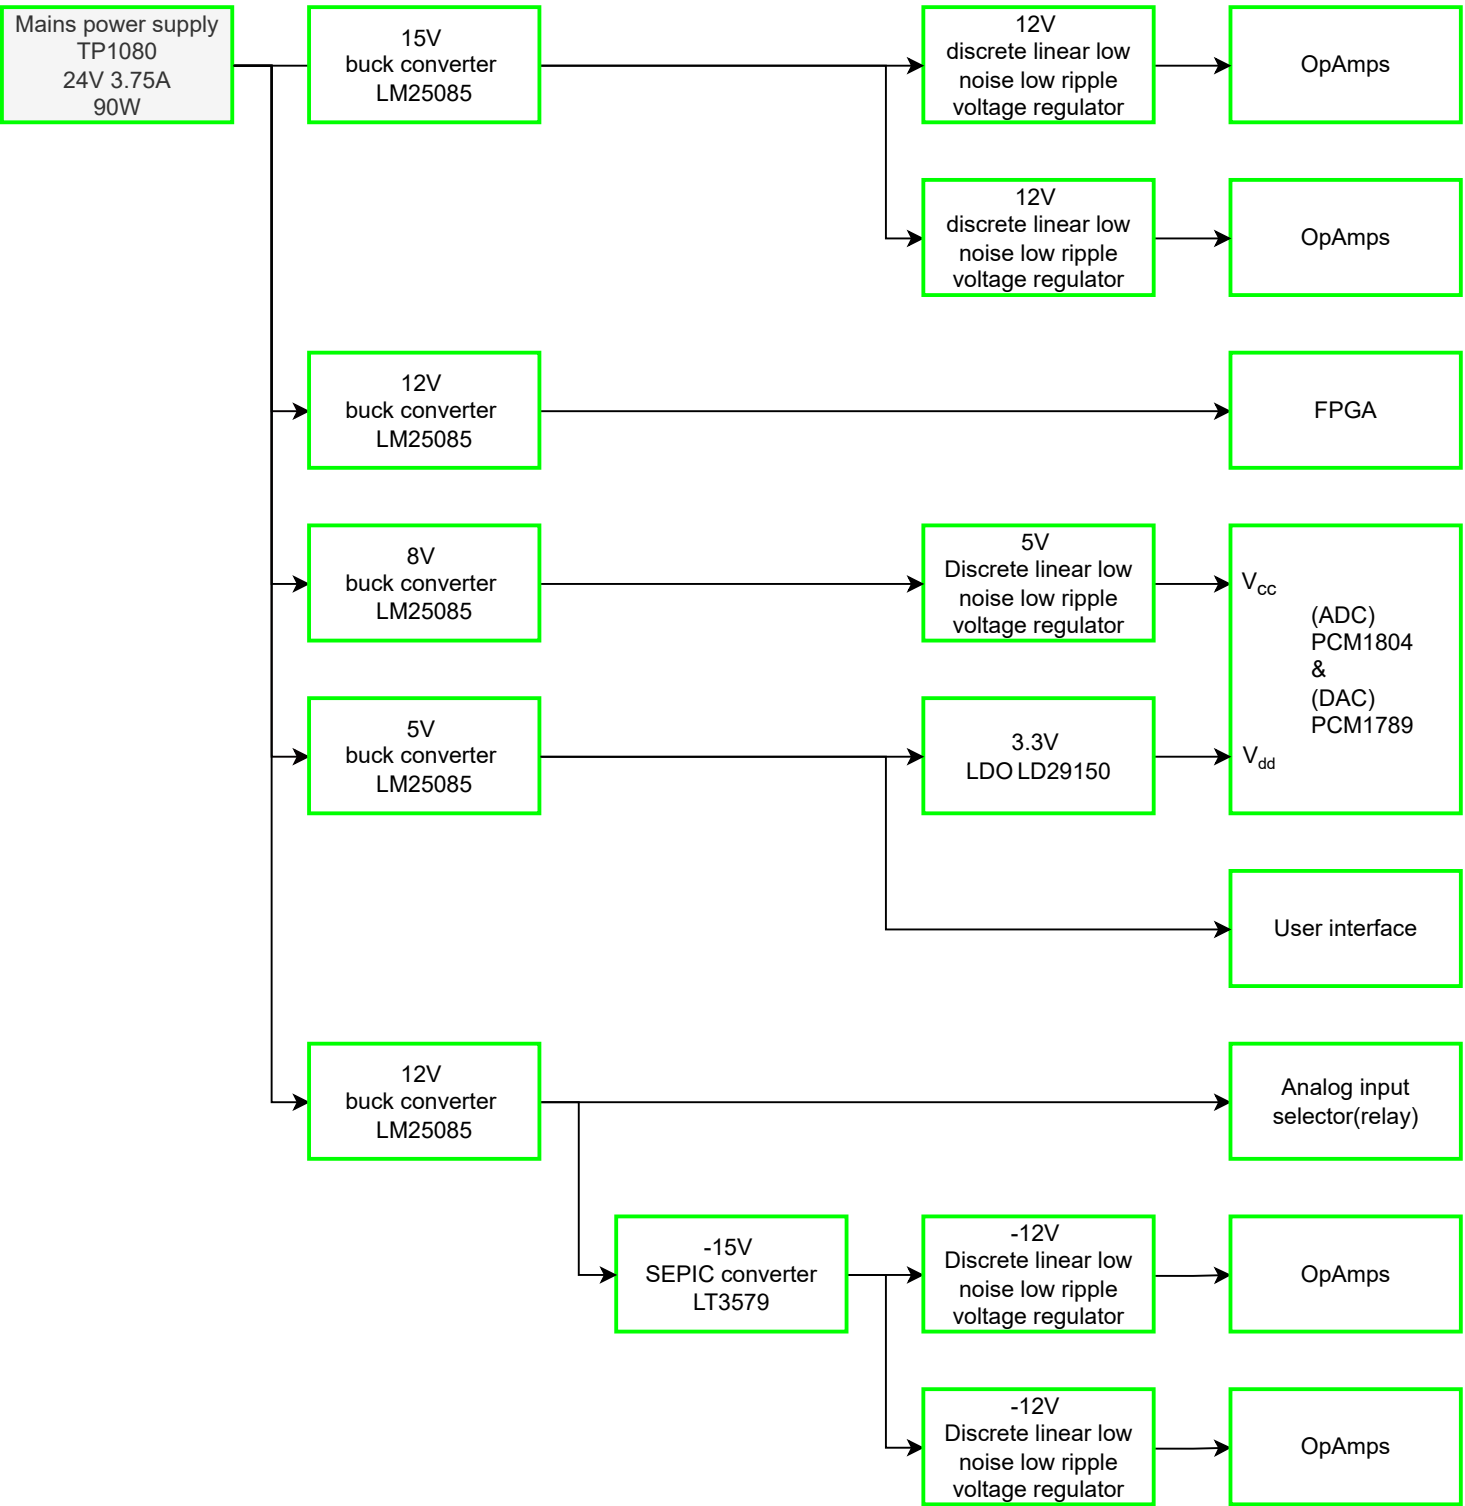 Mains power supply
TP1080
24V 3.75A
90W
15V
buck converter
LM25085
12V
discrete linear low
noise low ripple
voltage regulator
OpAmps
12V
discrete linear low
noise low ripple
voltage regulator
OpAmps
12V
buck converter
LM25085
FPGA
8V
buck converter
LM25085
5V
Discrete linear low
noise low ripple
voltage regulator
Vcc
(ADC)
PCM1804
&
(DAC)
PCM1789
Vdd
5V
buck converter
LM25085
3.3V
LDO LD29150
User interface
12V
buck converter
LM25085
Analog input
selector(relay)
-15V
SEPIC converter
LT3579
-12V
Discrete linear low
noise low ripple
voltage regulator
OpAmps
-12V
Discrete linear low
noise low ripple
voltage regulator
OpAmps